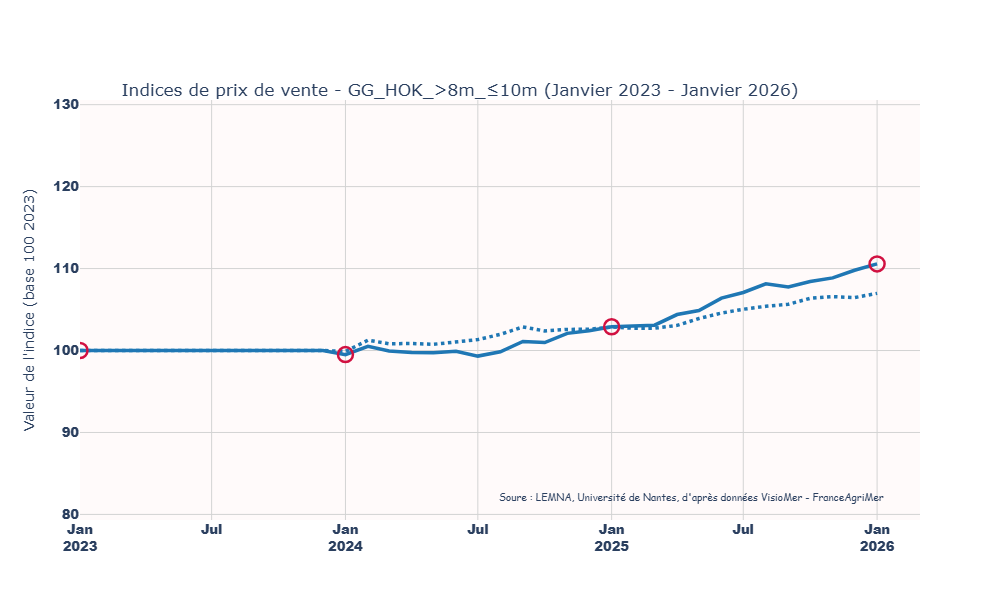 Indices de prix de vente - GG_HOK_>8m_≤10m (Janvier 2023 - Janvier 2026)
Valeur de l'indice (base 100 2023)
130
120
110
100
90
80
Soure : LEMNA, Université de Nantes, d'après données VisioMer - FranceAgriMer
Jan Jul Jan Jul Jan Jul Jan
2023 2024 2025 2026